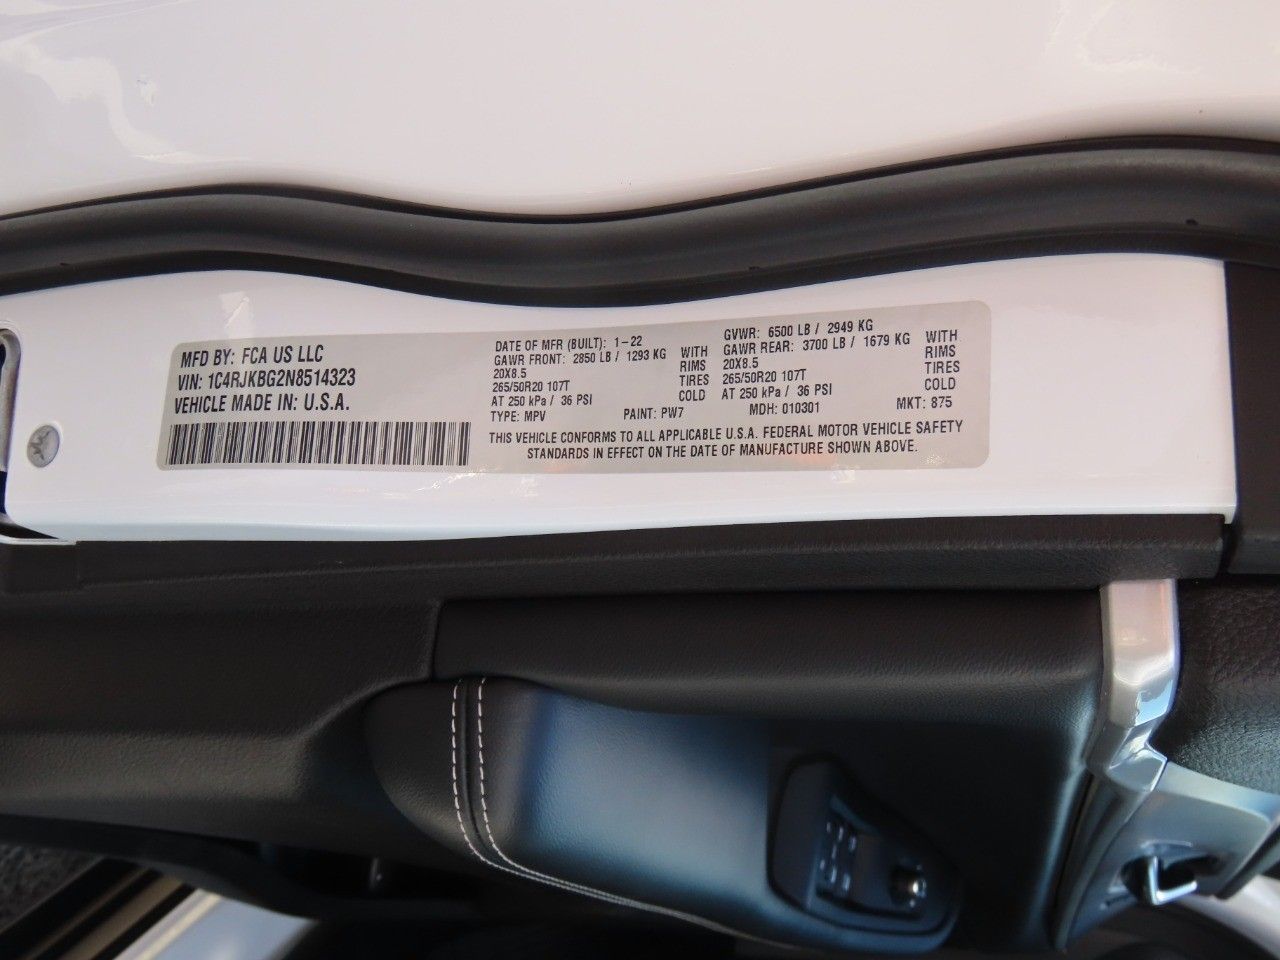 MFD BY: FCA US LLC
VIN: 1C4RJKBG2N8514323
VEHICLE MADE IN: U.S.A.
DATE OF MFR (BUILT): 1-22
GAWR FRONT: 2850 LB / 1293 KG WITH
20X8.5 RIMS
265/50R20 107T TIRES
AT 250 kPa / 36 PSI COLD
GVWR: 6500 LB / 2949 KG
GAWR REAR: 3700 LB / 1679 KG WITH
20X8.5 RIMS
265/50R20 107T TIRES
AT 250 kPa / 36 PSI COLD
TYPE: MPV PAINT: PW7 MDH: 010301 MKT: 875
THIS VEHICLE CONFORMS TO ALL APPLICABLE U.S.A. FEDERAL MOTOR VEHICLE SAFETY
STANDARDS IN EFFECT ON THE DATE OF MANUFACTURE SHOWN ABOVE.